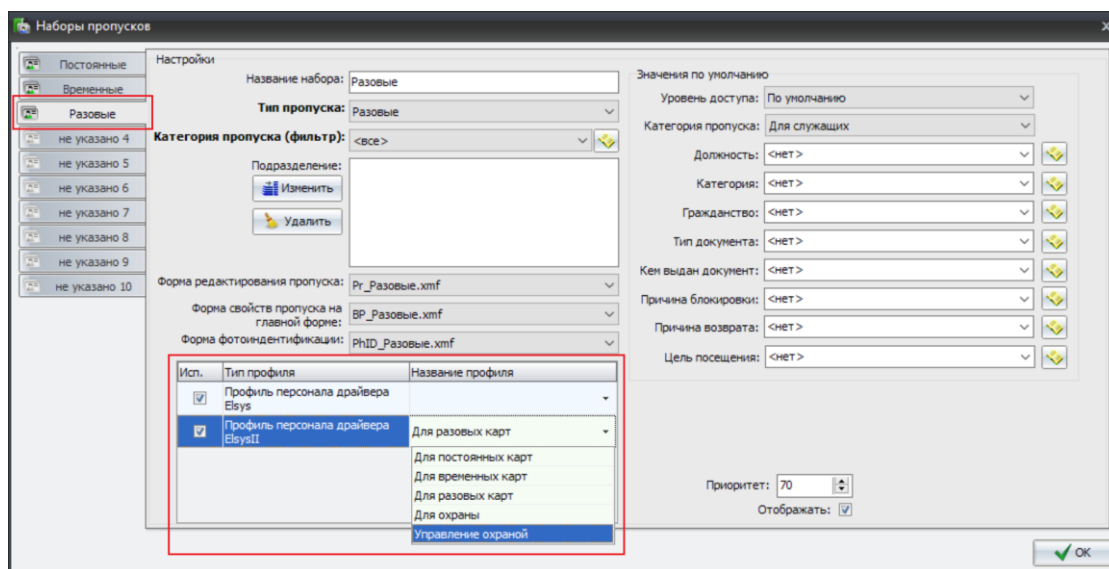 Наборы пропусков
Постоянные
Временные
Разовые
не указано 4
не указано 5
не указано 6
не указано 7
не указано 8
не указано 9
не указано 10
Настройки
Название набора: Разовые
Тип пропуска: Разовые
Категория пропуска (фильтр): <все>
Подразделение:
Изменить
Удалить
Форма редактирования пропуска: Pr_Разовые.xmf
Форма свойств пропуска на
главной форме: BP_Разовые.xmf
Форма фотоиндентификации: PhID_Разовые.xmf
Исп. Тип профиля Название профиля
Профиль персонала драйвера
Elsys
Профиль персонала драйвера
ElsysII
Для разовых карт
Для постоянных карт
Для временных карт
Для разовых карт
Для охраны
Управление охраной
Значения по умолчанию
Уровень доступа: По умолчанию
Категория пропуска: Для служащих
Должность: <нет>
Категория: <нет>
Гражданство: <нет>
Тип документа: <нет>
Кем выдан документ: <нет>
Причина блокировки: <нет>
Причина возврата: <нет>
Цель посещения: <нет>
Приоритет: 70
Отображать:
OK